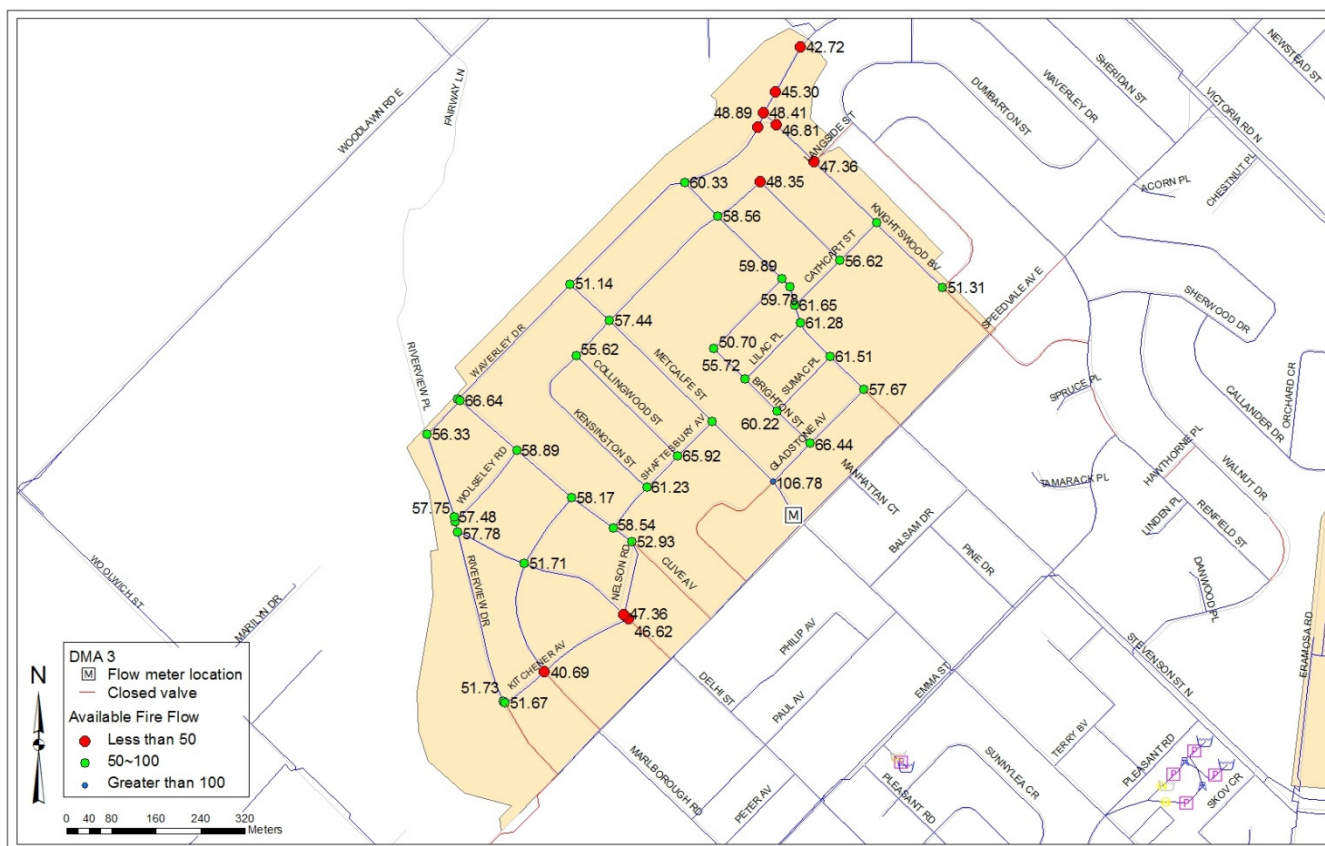 42.72
NEWSTEAD ST
SHERIDAN ST
WAVERLEY DR
DUMBARTON ST
VICTORIA RD N
FAIRWAY LN
WOODLAWN RD E
45.30
48.89
48.41
46.81
LANGSIDE ST
47.36
48.35
60.33
ACORN PL
CHESTNUT PL
58.56
KNIGHTSWOOD BV
CATHCART ST
56.62
59.89
59.78
61.65
51.31
SPEEDVALE AV E
SHERWOOD DR
51.14
61.28
57.44
WAVERLEY DR
METCALFE ST
50.70
LILAC PL
55.62
55.72
61.51
SUMAC PL
COLLINGWOOD ST
BRIGHTON ST
57.67
RIVERVIEW PL
SPRUCE PL
CALLANDER DR
ORCHARD CR
66.64
KENSINGTON ST
SHAFTESBURY AV
60.22
GLADSTONE AV
66.44
56.33
58.89
WOLSELEY RD
65.92
MANHATTAN CT
HAWTHORNE PL
WALNUT DR
TAMARACK PL
106.78
61.23
58.17
M
LINDEN PL
RENFIELD ST
57.75
57.48
57.78
58.54
52.93
BALSAM DR
PINE DR
51.71
NELSON RD
CLIVE AV
DANWOOD PL
WOOLWICH ST
MARILYN DR
RIVERVIEW DR
47.36
46.62
PHILIP AV
ERAMOSA RD
STEVENSON ST N
KITCHENER AV
40.69
DELHI ST
EMMA ST
51.73
51.67
PAUL AV
TERRY BV
PLEASANT RD
MARLBOROUGH RD
PETER AV
PLEASANT RD
SUNNYLEA CR
SKOV CR
P
P
P
P
P
N
DMA 3
M Flow meter location
Closed valve
Available Fire Flow
Less than 50
50~100
Greater than 100
0 40 80 160 240 320
Meters